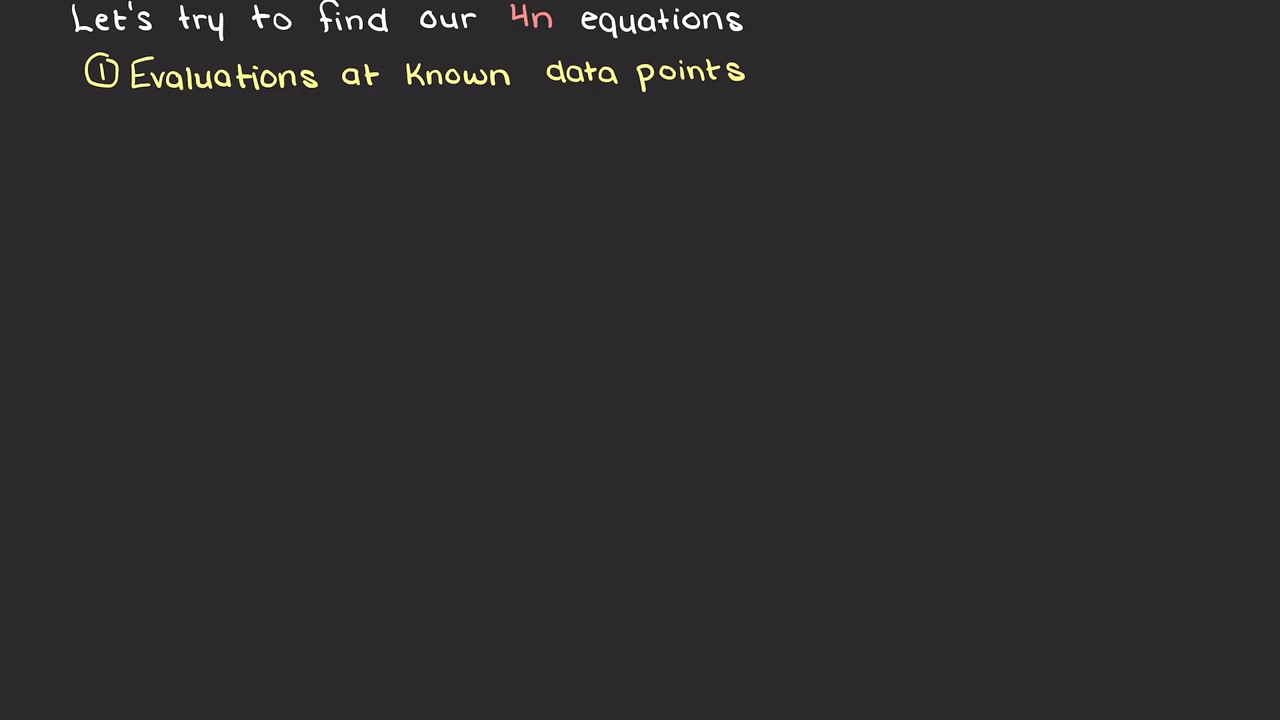 Let's try to find our 4n equations
① Evaluations at known data points